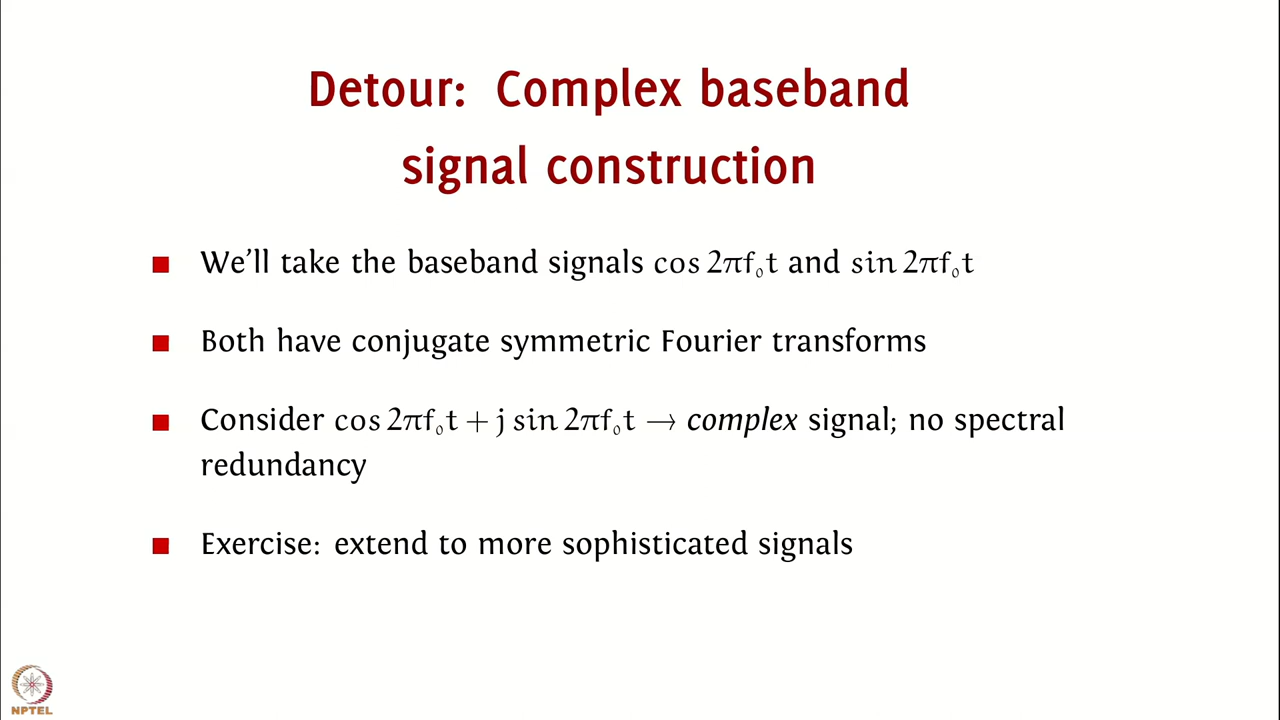 Detour: Complex baseband
signal construction
We'll take the baseband signals cos 2πf₀t and sin 2πf₀t
Both have conjugate symmetric Fourier transforms
Consider cos 2πf₀t + j sin 2πf₀t → complex signal; no spectral
redundancy
Exercise: extend to more sophisticated signals
NPTEL